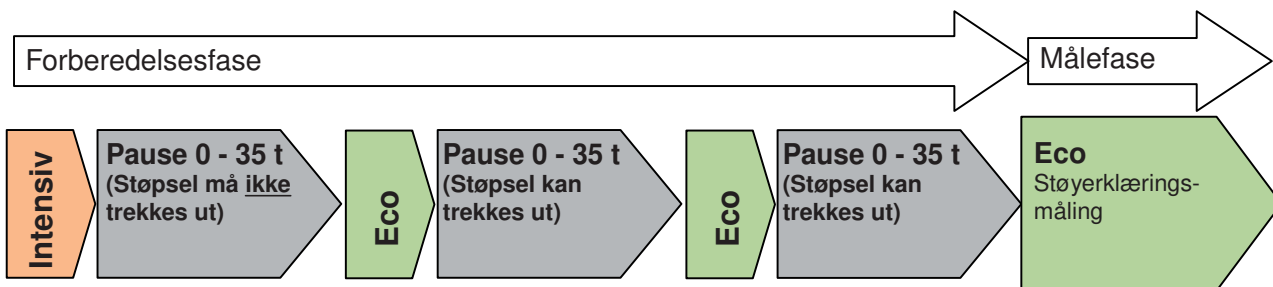 Forberedelsesfase
Målefase
Intensiv
Pause 0 - 35 t
(Støpsel må ikke
trekkes ut)
Eco
Pause 0 - 35 t
(Støpsel kan
trekkes ut)
Eco
Pause 0 - 35 t
(Støpsel kan
trekkes ut)
Eco
Støyerklærings-
måling